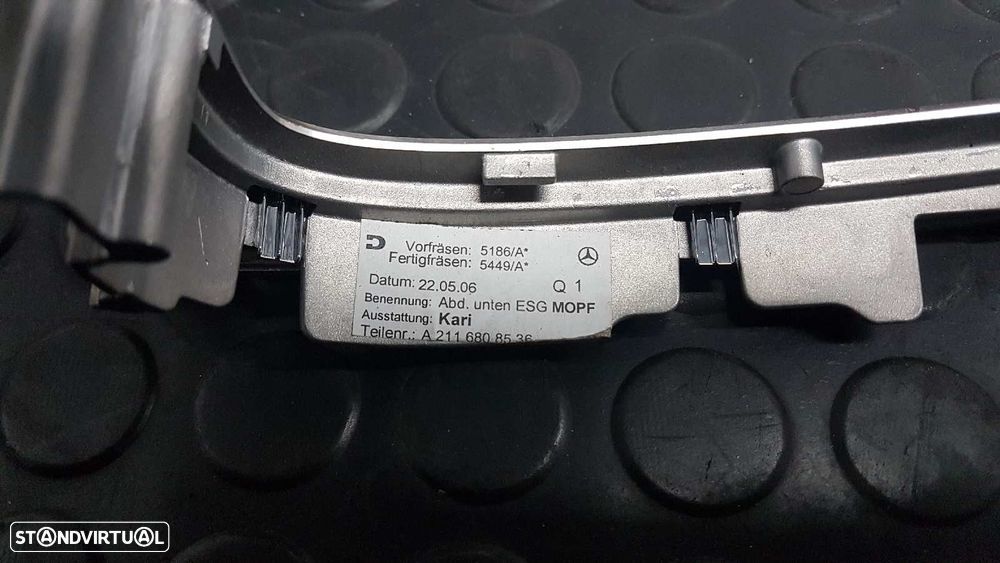 Vorfräsen: 5186/A*
Fertigfräsen: 5449/A*
Datum: 22.05.06 Q 1
Benennung: Abd. unten ESG MOPF
Ausstattung: Kari
Teilenr.: A 211 680 85 36
STANDVIRTUAL